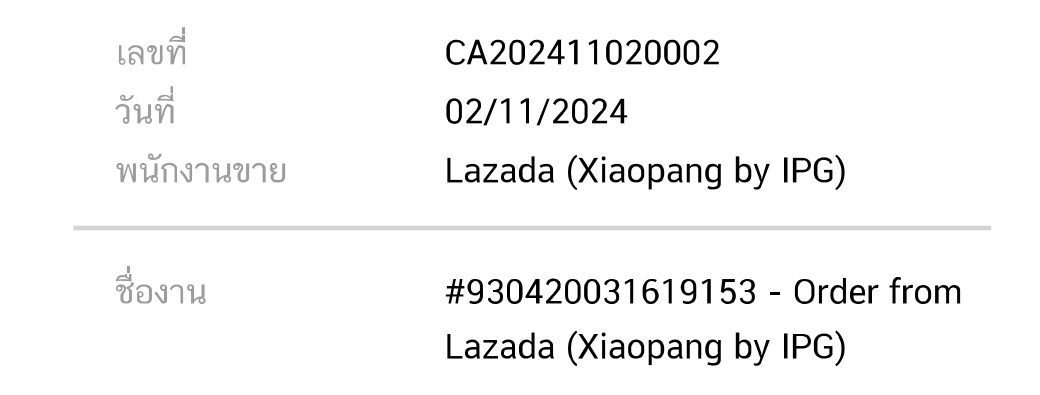 เลขที่ CA202411020002
วันที่ 02/11/2024
พนักงานขาย Lazada (Xiaopang by IPG)
ชื่องาน #930420031619153 - Order from
Lazada (Xiaopang by IPG)